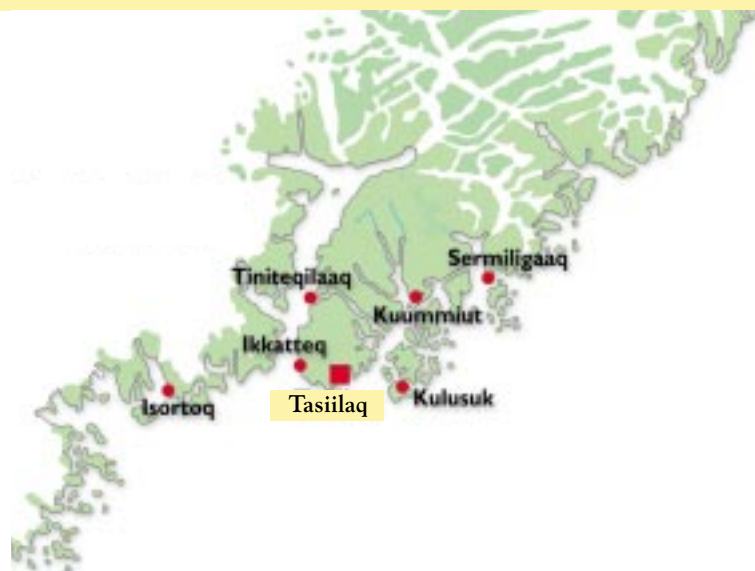 Sermiligaaq
Tiniteqilaaq
Kuummiut
Ikkatteq
Isortoq
Tasiilaq
Kulusuk